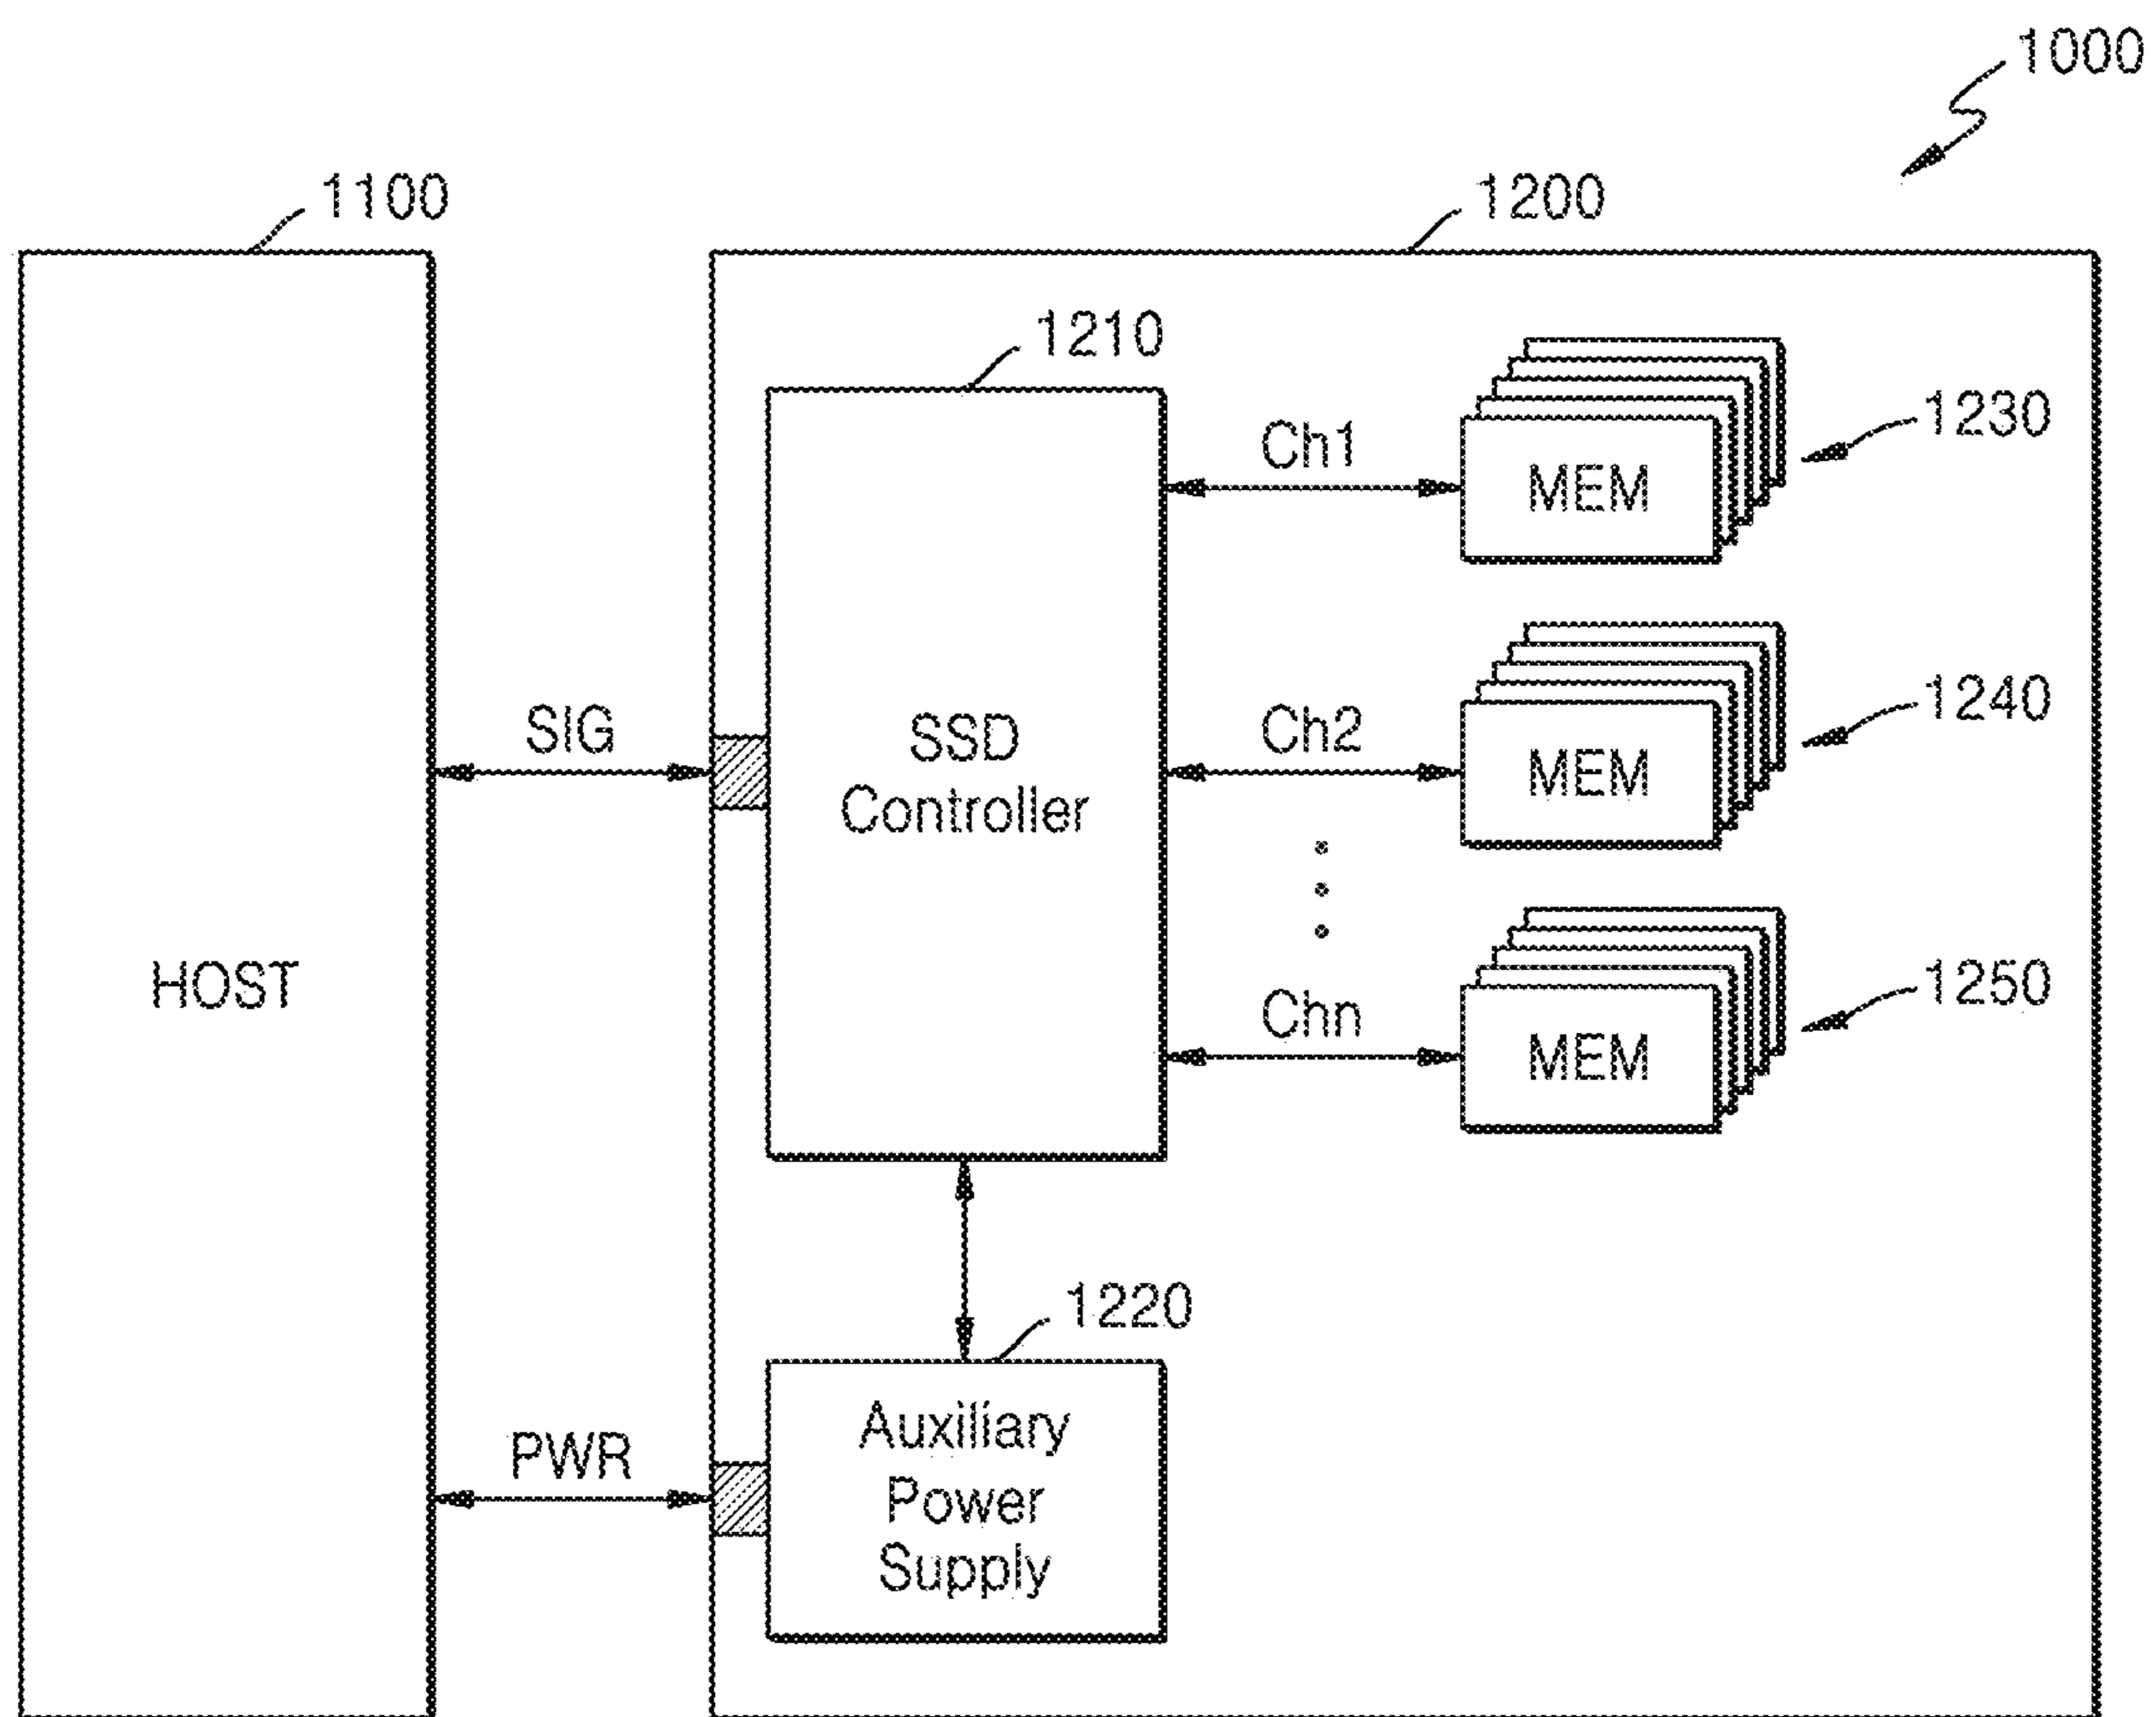 1000
1100
1200
1210
Ch1
MEM
1230
SIG
SSD
Controller
Ch2
MEM
1240
HOST
Chn
MEM
1250
1220
PWR
Auxiliary
Power
Supply